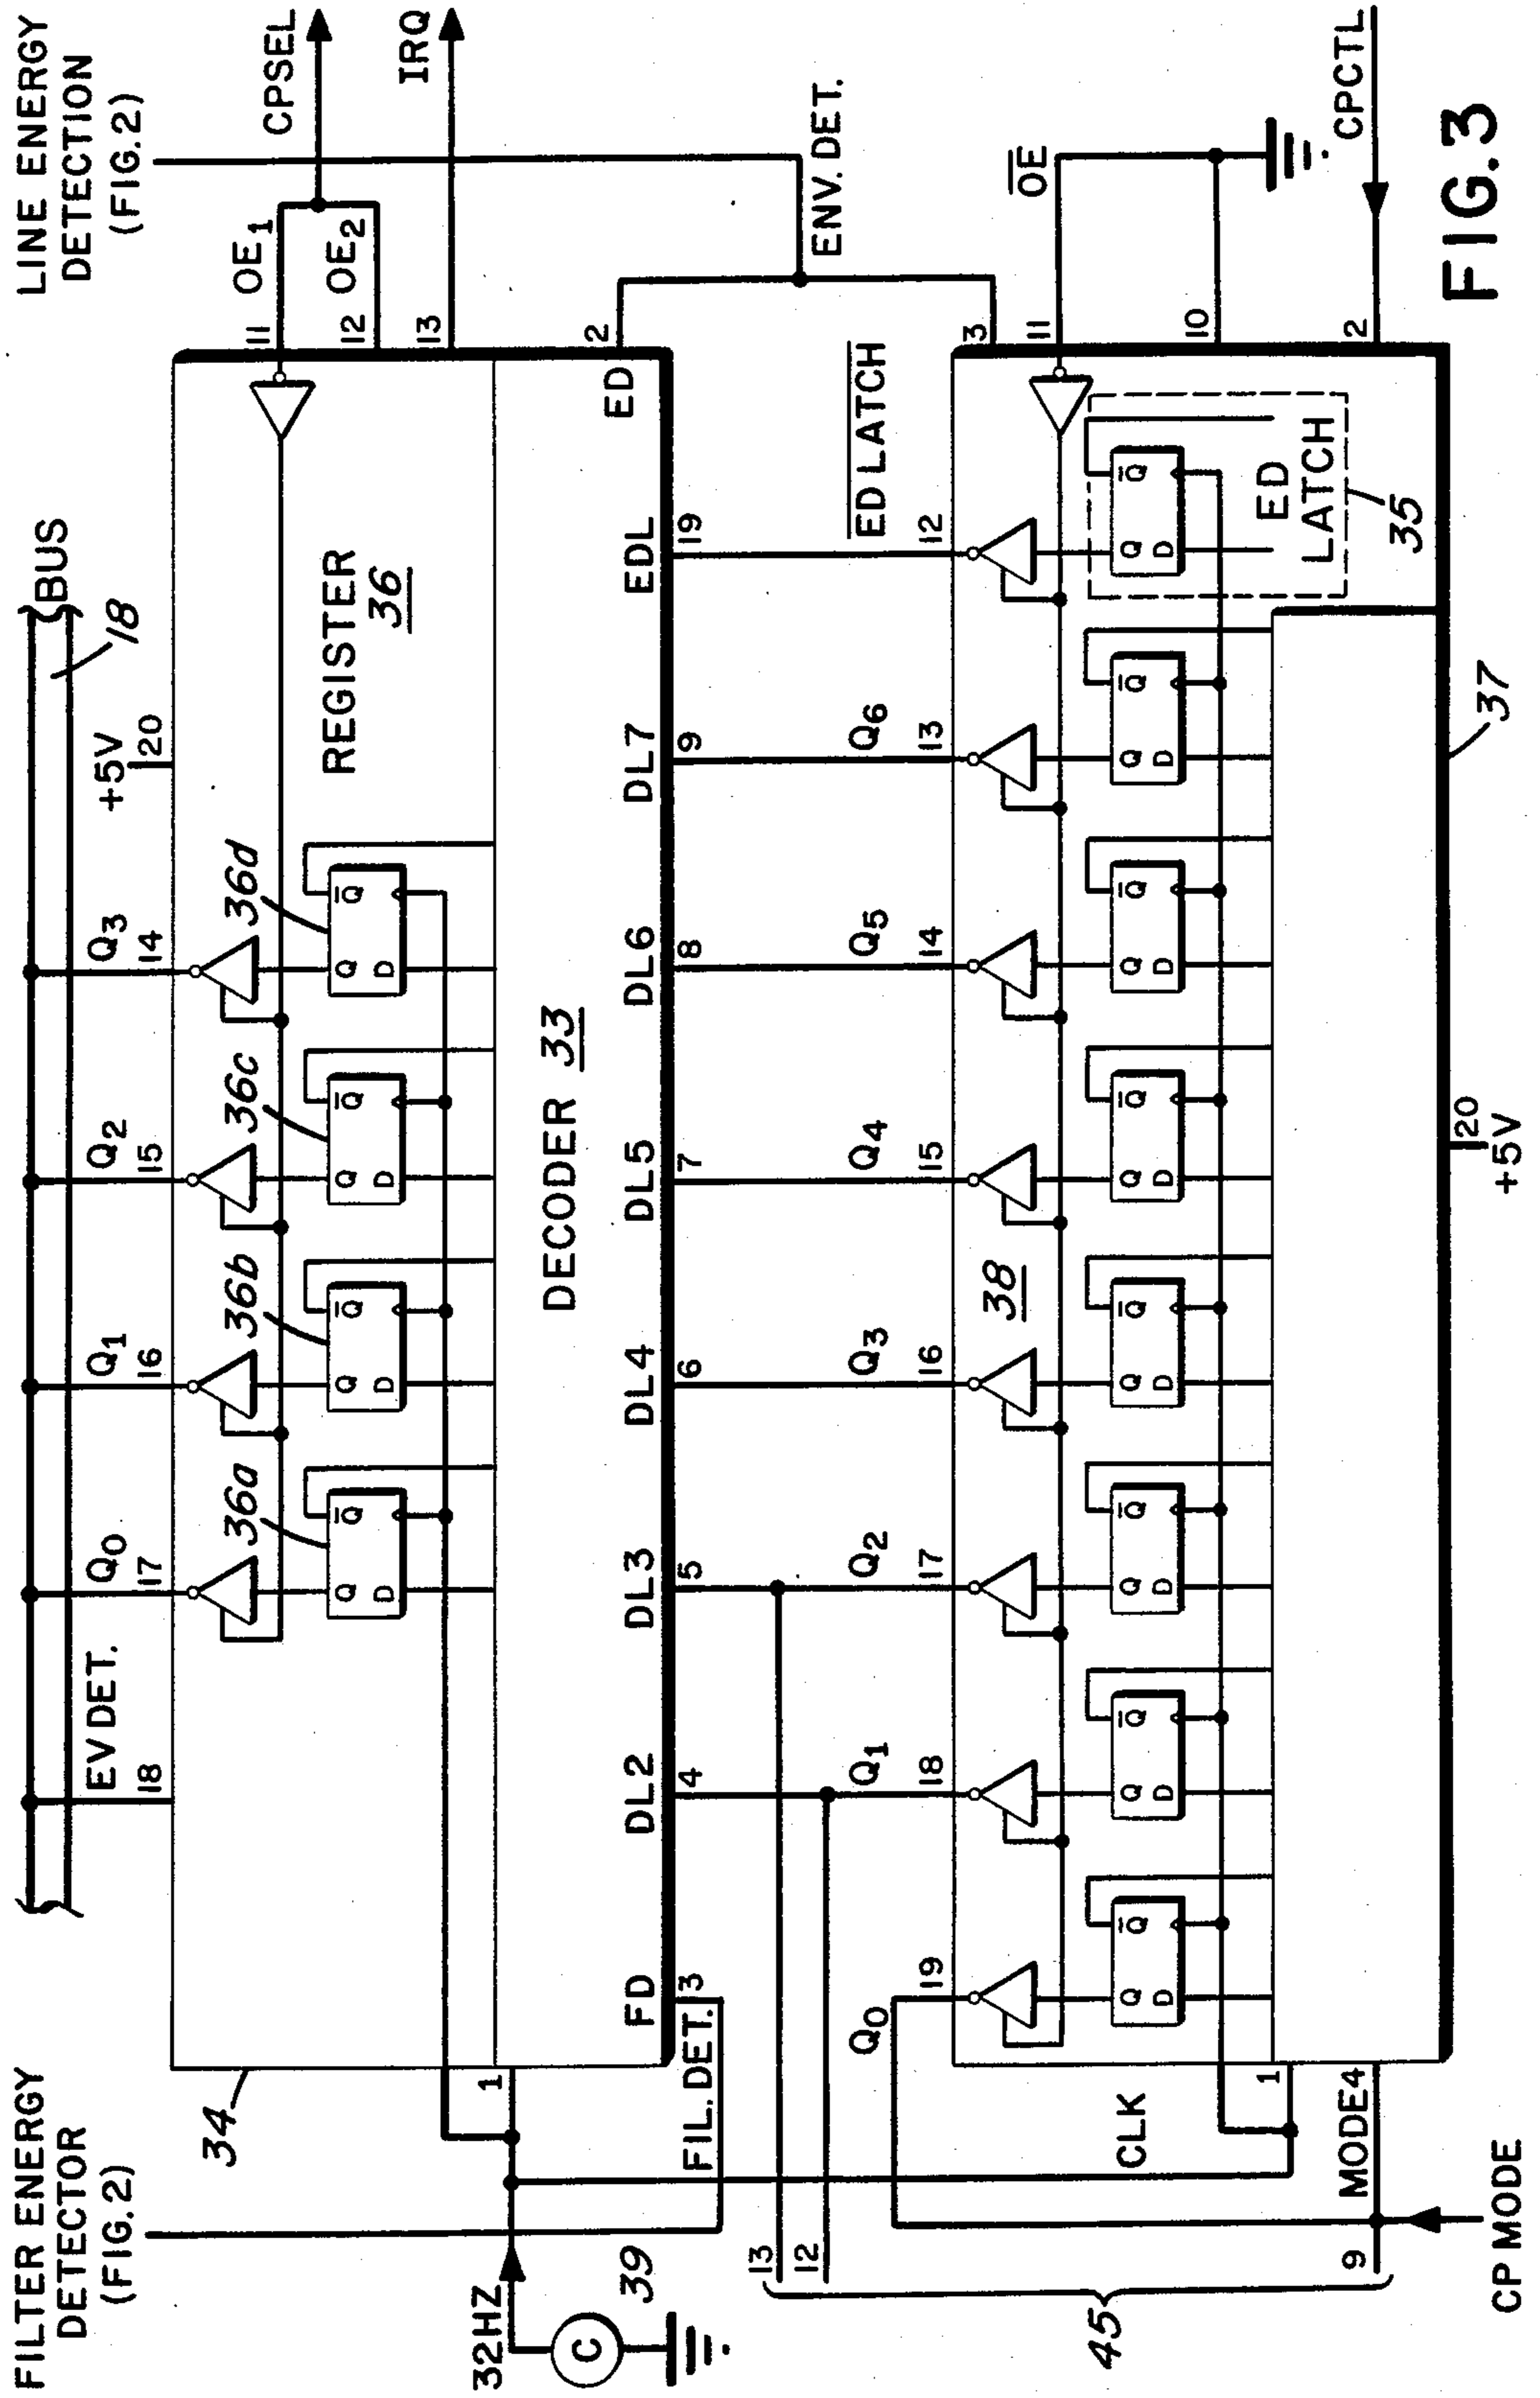 FILTER ENERGY
DETECTOR
(FIG.2)
BUS
18
LINE ENERGY
DETECTION
(FIG.2)
EV DET.
18
Q0
17
Q1
16
Q2
15
Q3
14
+5V
20
11
OE1
12
OE2
13
CPSEL
IRQ
34
36a
36b
36c
36d
REGISTER
36
Q
Q̅
D
Q
Q̅
D
Q
Q̅
D
Q
Q̅
D
1
DECODER 33
ED
2
ENV. DET.
32HZ
C
39
FD
3
FIL. DET.
DL2
4
DL3
5
DL4
6
DL5
7
DL6
8
DL7
9
EDL
19
E̅D̅ L̅A̅T̅C̅H̅
13
12
45
Q0
19
Q1
18
Q2
17
Q3
16
Q4
15
Q5
14
Q6
13
12
3
11
O̅E̅
10
2
CPCTL
38
Q
Q̅
D
Q
Q̅
D
Q
Q̅
D
Q
Q̅
D
Q
Q̅
D
Q
Q̅
D
Q
Q̅
D
Q
Q̅
D
ED
LATCH
35
CLK
1
MODE4
9
CP MODE
37
20
+5V
FIG.3